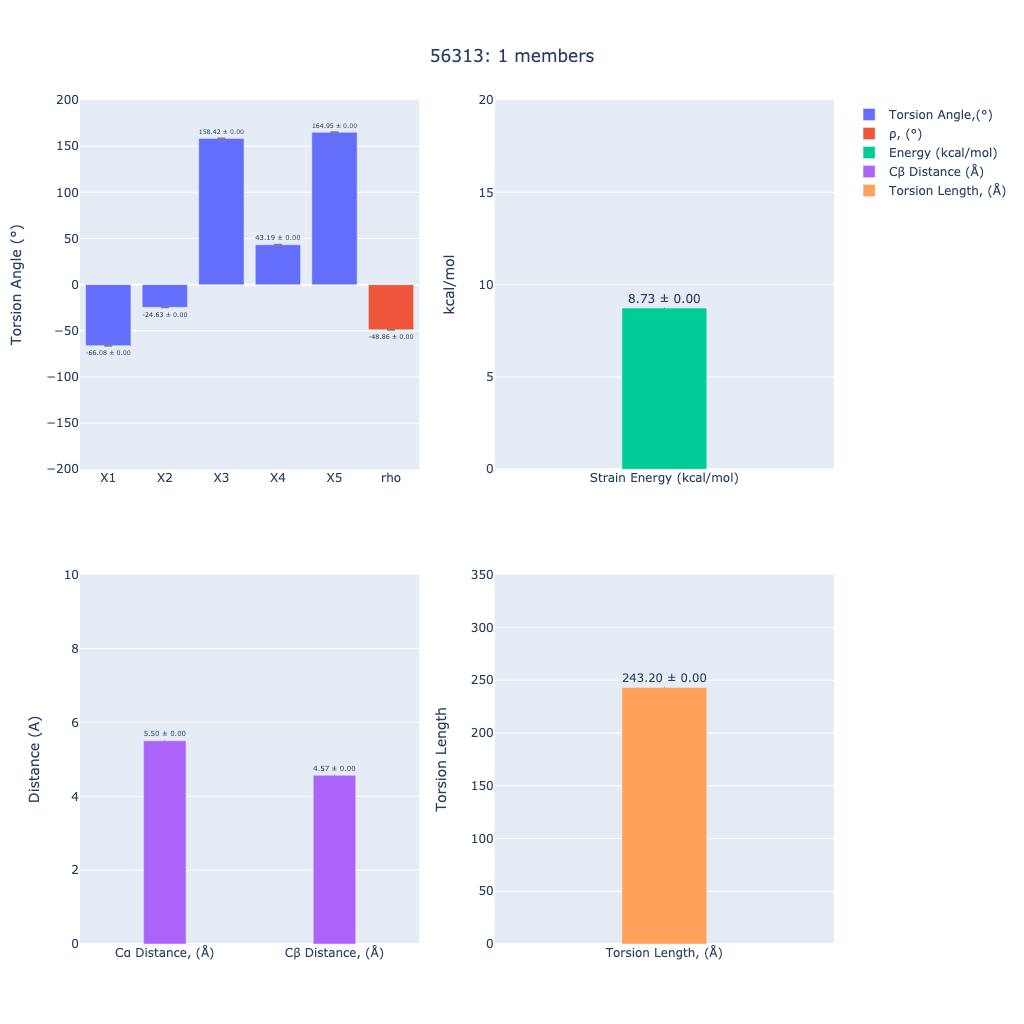 56313: 1 members
Torsion Angle (°)
200
150
100
50
0
−50
−100
−150
−200
-66.08 ± 0.00
-24.63 ± 0.00
158.42 ± 0.00
43.19 ± 0.00
164.95 ± 0.00
-48.86 ± 0.00
X1
X2
X3
X4
X5
rho
kcal/mol
20
15
10
5
0
8.73 ± 0.00
Strain Energy (kcal/mol)
Torsion Angle,(°)
ρ, (°)
Energy (kcal/mol)
Cβ Distance (Å)
Torsion Length, (Å)
Distance (A)
10
8
6
4
2
0
5.50 ± 0.00
4.57 ± 0.00
Cα Distance, (Å)
Cβ Distance, (Å)
Torsion Length
350
300
250
200
150
100
50
0
243.20 ± 0.00
Torsion Length, (Å)